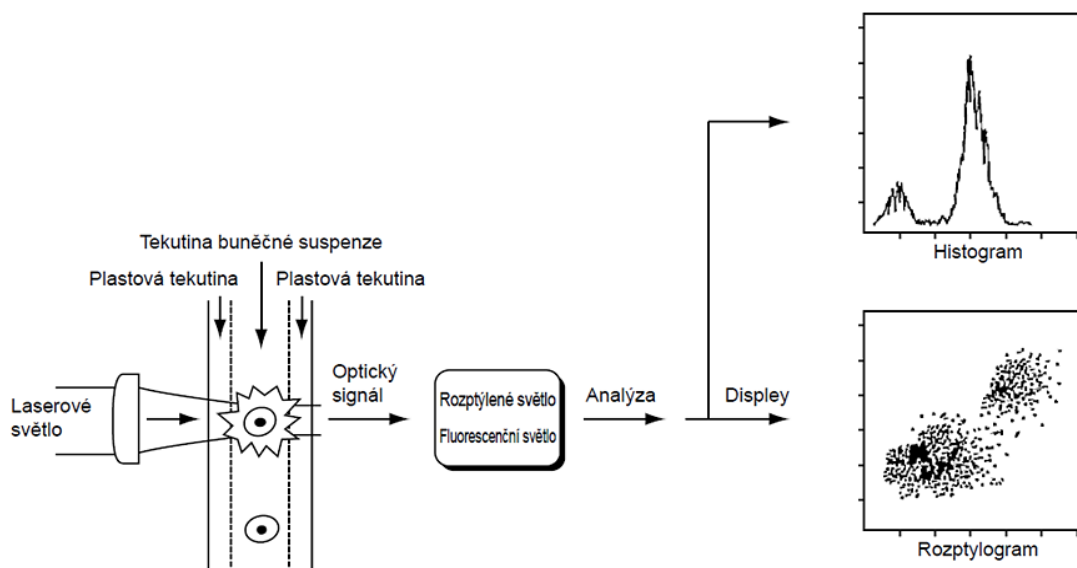 Tekutina buněčné suspenze
Plastová tekutina
Plastová tekutina
Laserové
světlo
Optický
signál
Rozptýlené světlo
Fluorescenční světlo
Analýza
Displey
Histogram
Rozptylogram